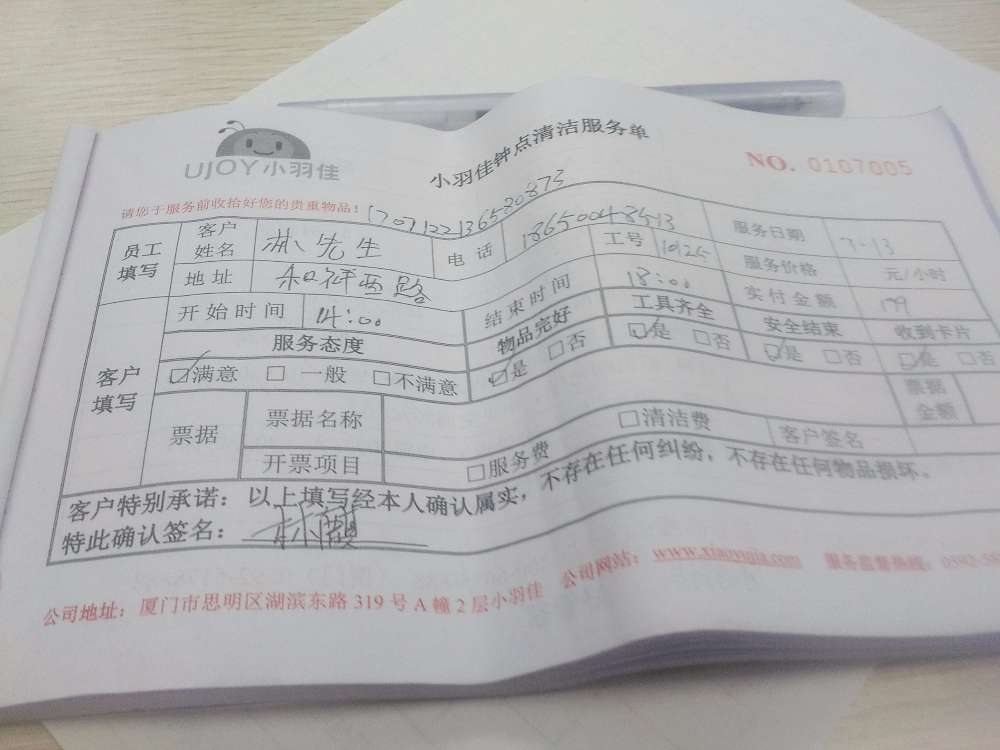 UJOY小羽佳
小羽佳钟点清洁服务单
NO. 0107005
请您于服务前收拾好您的贵重物品!
员工填写 客户姓名 林先生 电话 18650048513 服务日期 7-13
地址 和祥西路 工号 10125 服务价格 元/小时
客户填写 开始时间 14:00 结束时间 18:00 实付金额 179
服务态度 物品完好 工具齐全 安全结束 收到卡片
满意 一般 不满意 是 否 是 否 是 否 是 否
票据 票据名称 票据金额
开票项目 服务费 清洁费 客户签名
客户特别承诺:以上填写经本人确认属实,不存在任何纠纷,不存在任何物品损坏。
特此确认签名:
公司地址:厦门市思明区湖滨东路 319 号 A 幢 2 层小羽佳 公司网站: www.xiaoyujia.com 服务监督热线: